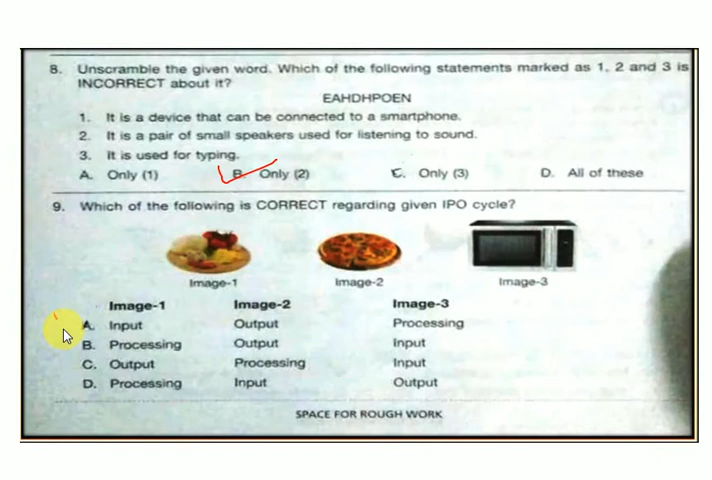 8. Unscramble the given word. Which of the following statements marked as 1, 2 and 3 is
INCORRECT about it?
EAHDHPOEN
1. It is a device that can be connected to a smartphone.
2. It is a pair of small speakers used for listening to sound.
3. It is used for typing.
A. Only (1) B. Only (2) C. Only (3) D. All of these
9. Which of the following is CORRECT regarding given IPO cycle?
Image-1 Image-2 Image-3
Image-1 Image-2 Image-3
A. Input Output Processing
B. Processing Output Input
C. Output Processing Input
D. Processing Input Output
SPACE FOR ROUGH WORK